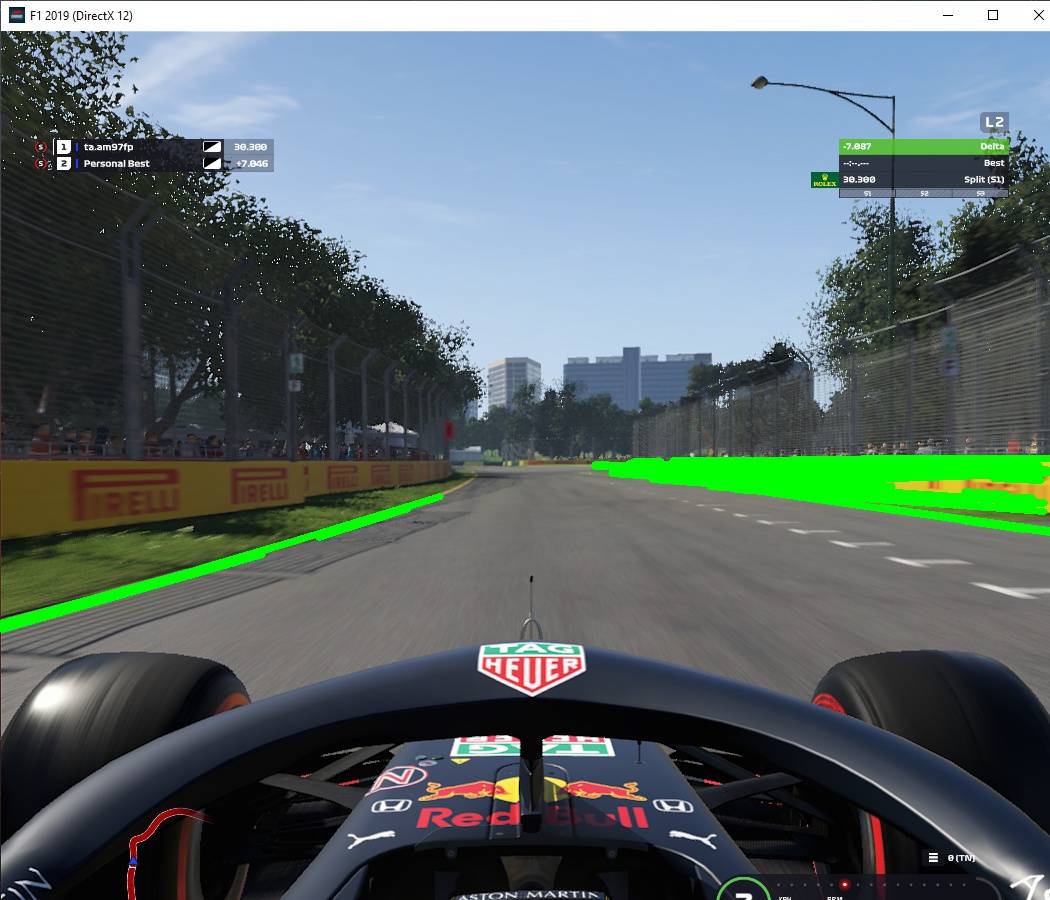 F1 2019 (DirectX 12)
L2
S 1 ta.am97fp 30.300
S 2 Personal Best +7.046
-7.087 Delta
--:--.--- Best
ROLEX 30.300 Split (S1)
S1 S2 S3
PIRELLI PIRELLI PIRELLI PIRELLI
TAG
HEUER
TAG
Red Bull
0 (TN)
ASTON MARTIN